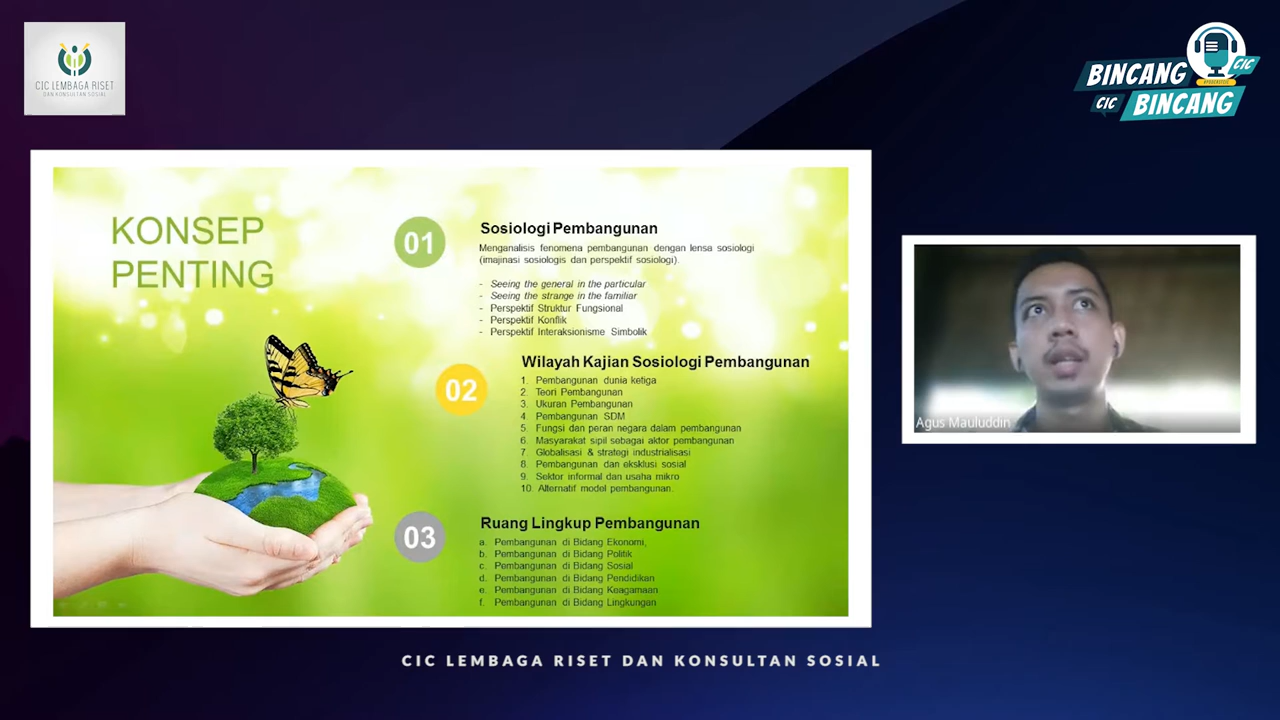 CIC LEMBAGA RISET
DAN KONSULTAN SOSIAL
BINCANG
CIC
CIC
BINCANG
KONSEP
PENTING
01
Sosiologi Pembangunan
Menganalisis fenomena pembangunan dengan lensa sosiologi
(imajinasi sosiologis dan perspektif sosiologi).
- Seeing the general in the particular
- Seeing the strange in the familiar
- Perspektif Struktur Fungsional
- Perspektif Konflik
- Perspektif Interaksionisme Simbolik
02
Wilayah Kajian Sosiologi Pembangunan
1. Pembangunan dunia ketiga
2. Teori Pembangunan
3. Ukuran Pembangunan
4. Pembangunan SDM
5. Fungsi dan peran negara dalam pembangunan
6. Masyarakat sipil sebagai aktor pembangunan
7. Globalisasi & strategi industrialisasi
8. Pembangunan dan eksklusi sosial
9. Sektor informal dan usaha mikro
10. Alternatif model pembangunan.
03
Ruang Lingkup Pembangunan
a. Pembangunan di Bidang Ekonomi,
b. Pembangunan di Bidang Politik
c. Pembangunan di Bidang Sosial
d. Pembangunan di Bidang Pendidikan
e. Pembangunan di Bidang Keagamaan
f. Pembangunan di Bidang Lingkungan
Agus Mauluddin
CIC LEMBAGA RISET DAN KONSULTAN SOSIAL